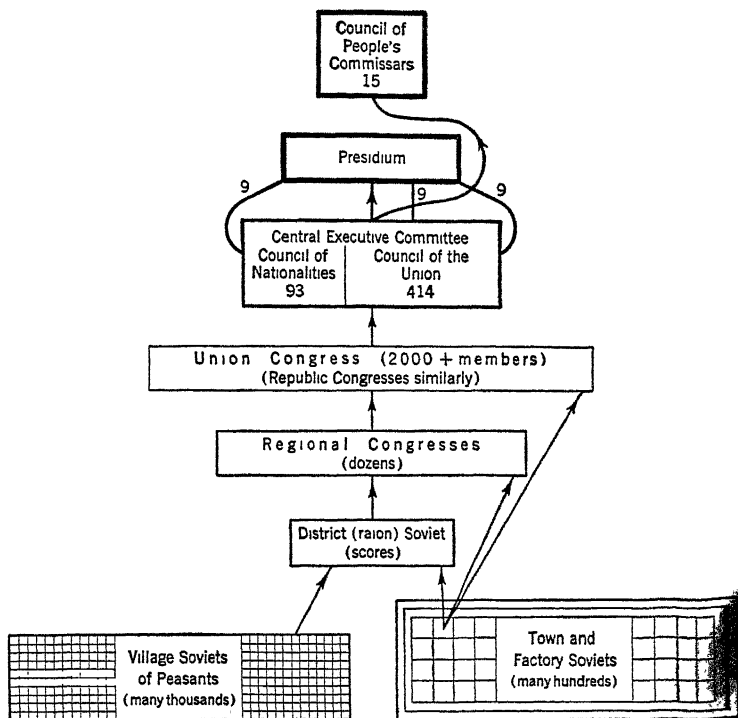 Council of
People's
Commissars
15
Presidium
9
9
9
Central Executive Committee
Council of
Nationalities
93
Council of the
Union
414
Union Congress (2000 + members)
(Republic Congresses similarly)
Regional Congresses
(dozens)
District (raion) Soviet
(scores)
Village Soviets
of Peasants
(many thousands)
Town and
Factory Soviets
(many hundreds)